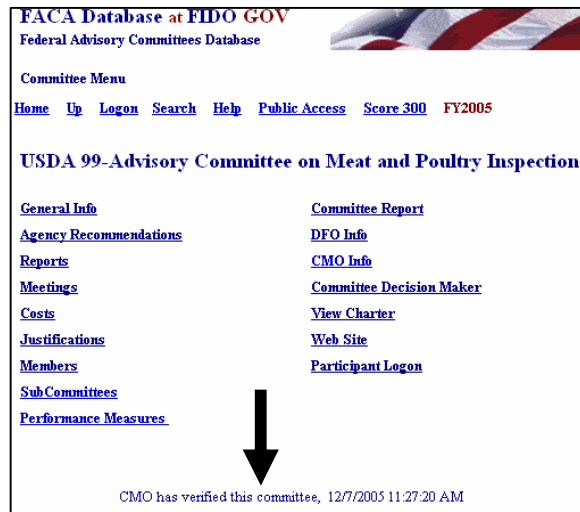 FACA Database at FIDO GOV
Federal Advisory Committees Database
Committee Menu
Home Up Logon Search Help Public Access Score 300 FY2005
USDA 99-Advisory Committee on Meat and Poultry Inspection
General Info Committee Report
Agency Recommendations DFO Info
Reports CMO Info
Meetings Committee Decision Maker
Costs View Charter
Justifications Web Site
Members Participant Logon
SubCommittees
Performance Measures
CMO has verified this committee, 12/7/2005 11:27:20 AM